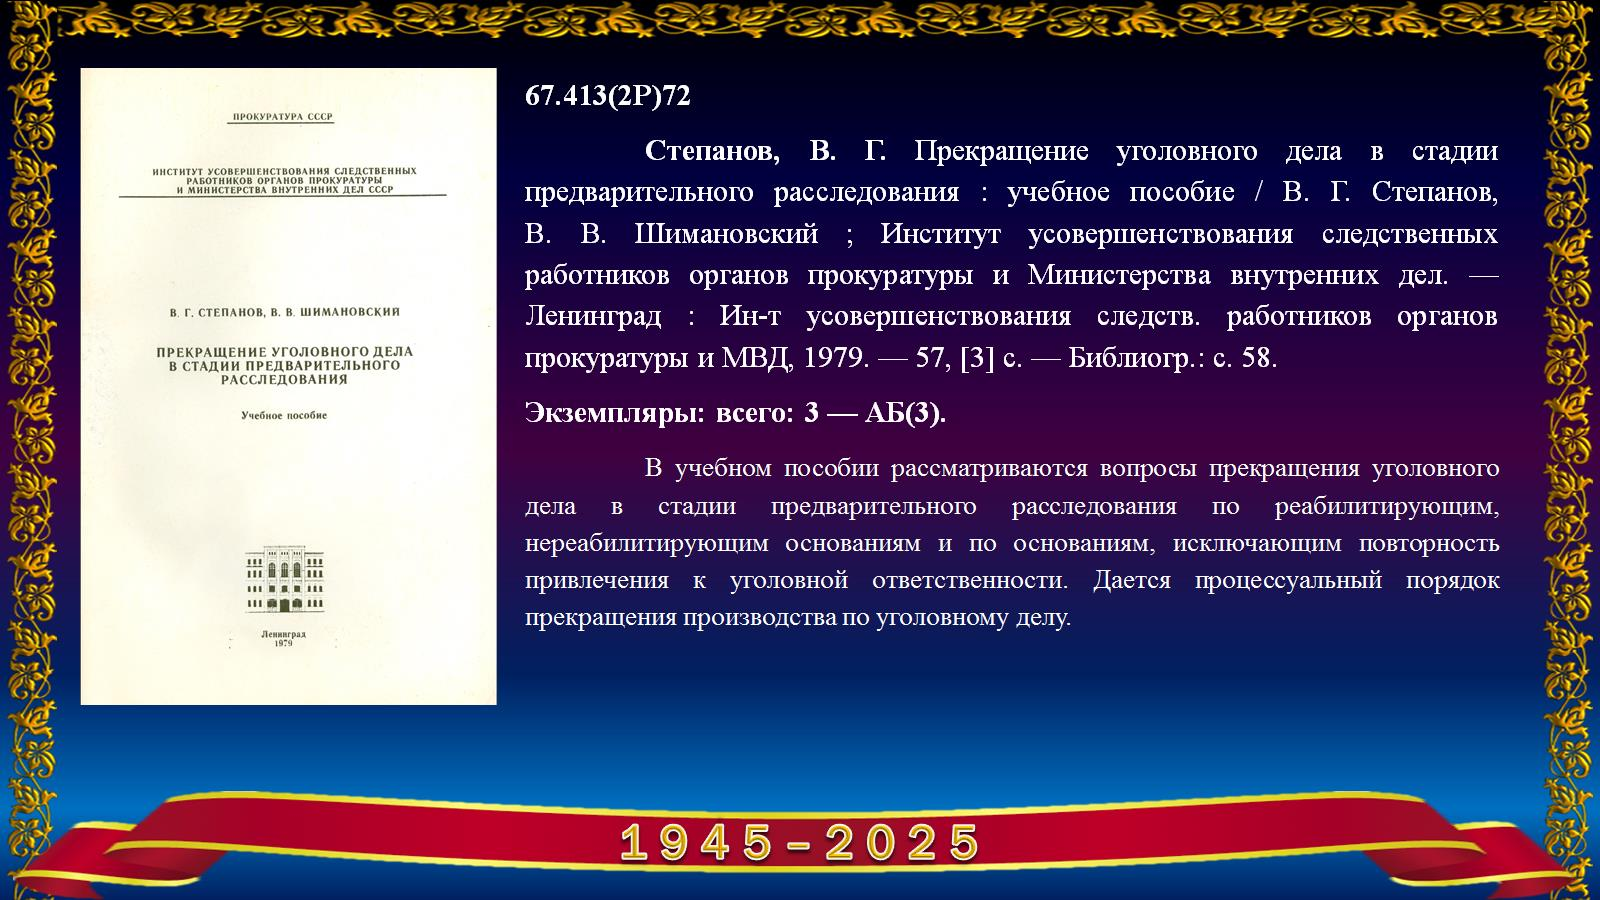 ПРОКУРАТУРА СССР
ИНСТИТУТ УСОВЕРШЕНСТВОВАНИЯ СЛЕДСТВЕННЫХ
РАБОТНИКОВ ОРГАНОВ ПРОКУРАТУРЫ
И МИНИСТЕРСТВА ВНУТРЕННИХ ДЕЛ СССР
В. Г. СТЕПАНОВ, В. В. ШИМАНОВСКИЙ
ПРЕКРАЩЕНИЕ УГОЛОВНОГО ДЕЛА
В СТАДИИ ПРЕДВАРИТЕЛЬНОГО
РАССЛЕДОВАНИЯ
Учебное пособие
Ленинград
1979
67.413(2Р)72
Степанов, В. Г. Прекращение уголовного дела в стадии
предварительного расследования : учебное пособие / В. Г. Степанов,
В. В. Шимановский ; Институт усовершенствования следственных
работников органов прокуратуры и Министерства внутренних дел. —
Ленинград : Ин-т усовершенствования следств. работников органов
прокуратуры и МВД, 1979. — 57, [3] с. — Библиогр.: с. 58.
Экземпляры: всего: 3 — АБ(3).
В учебном пособии рассматриваются вопросы прекращения уголовного
дела в стадии предварительного расследования по реабилитирующим,
нереабилитирующим основаниям и по основаниям, исключающим повторность
привлечения к уголовной ответственности. Дается процессуальный порядок
прекращения производства по уголовному делу.
1945–2025